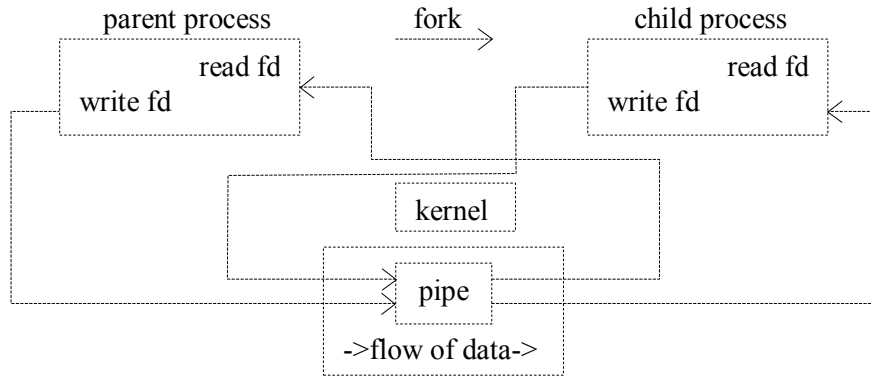 parent process
fork
child process
read fd
write fd
read fd
write fd
kernel
pipe
->flow of data->